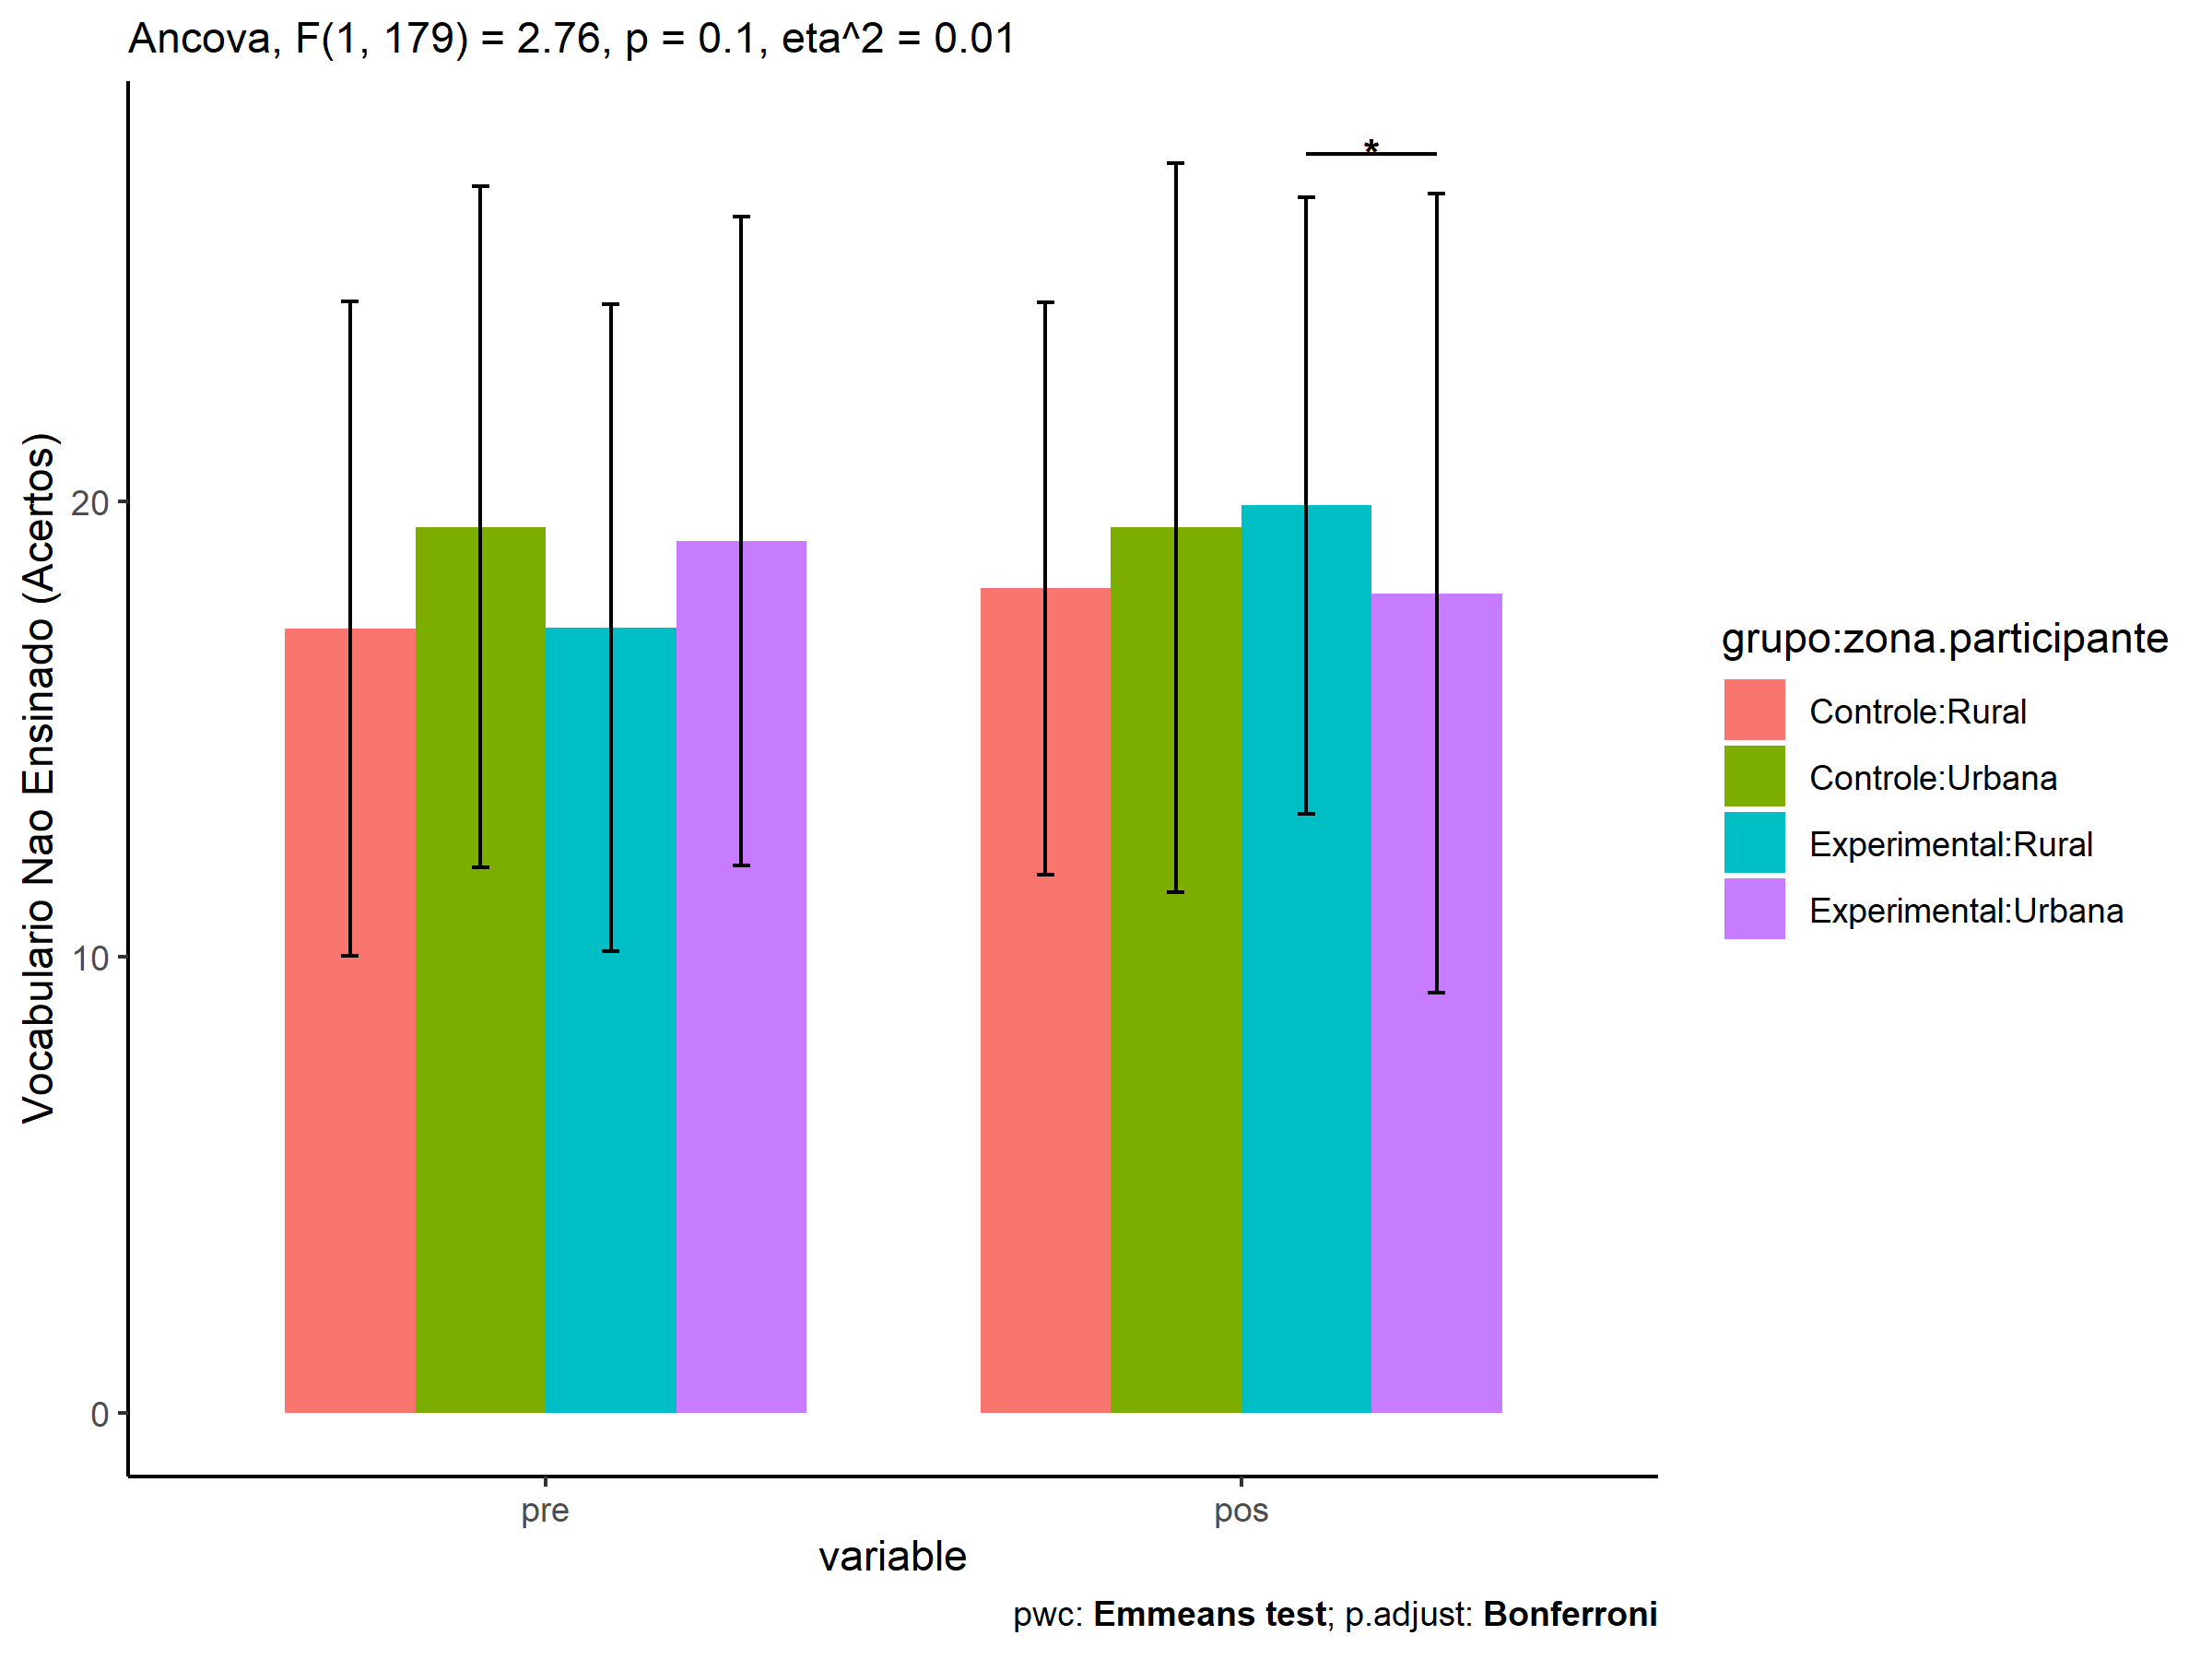 Ancova, F(1, 179) = 2.76, p = 0.1, eta^2 = 0.01
*
Vocabulario Nao Ensinado (Acertos)
20
10
0
pre
pos
variable
grupo:zona.participante
Controle:Rural
Controle:Urbana
Experimental:Rural
Experimental:Urbana
pwc: Emmeans test; p.adjust: Bonferroni